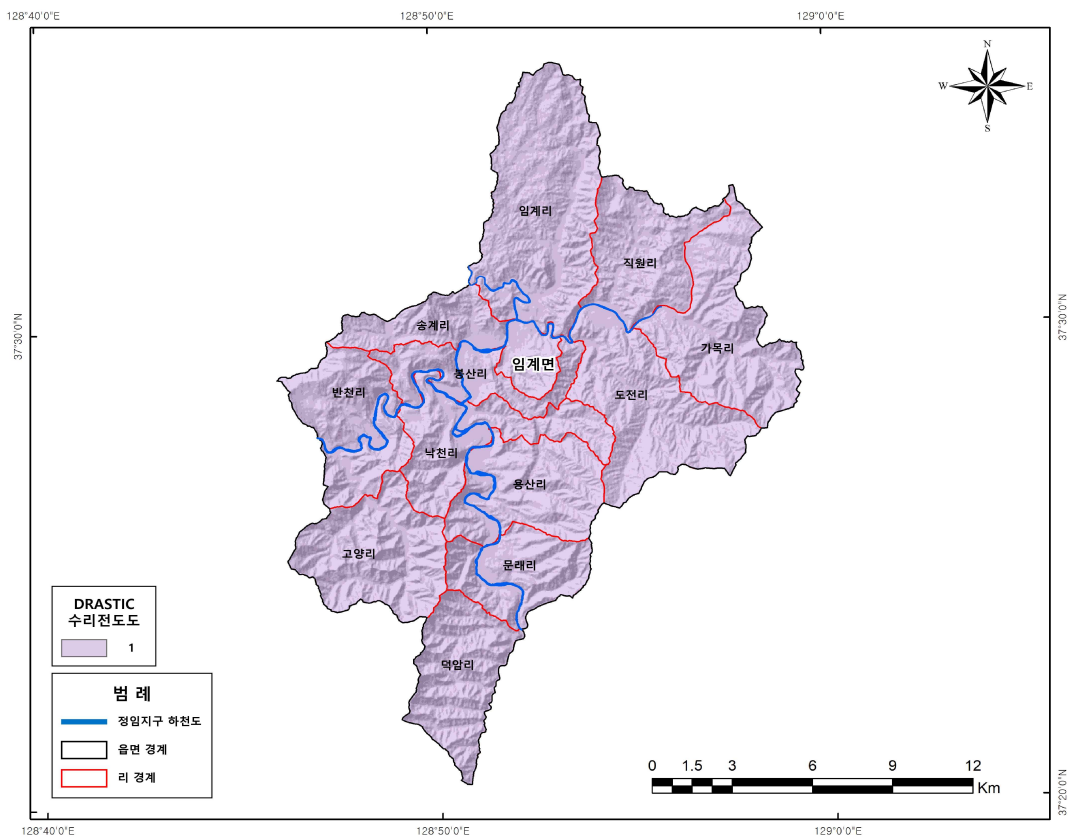 128°40'0"E
128°50'0"E
129°0'0"E
N
W
E
S
임계리
직원리
송계리
37°30'0"N
37°30'0"N
가목리
임계면
봉산리
반천리
도천리
낙천리
용산리
고양리
문래리
DRASTIC
수리전도도
1
덕암리
범 례
정임지구 하천도
읍면 경계
리 경계
0 1.5 3 6 9 12
Km
37°20'0"N
128°40'0"E
128°50'0"E
129°0'0"E